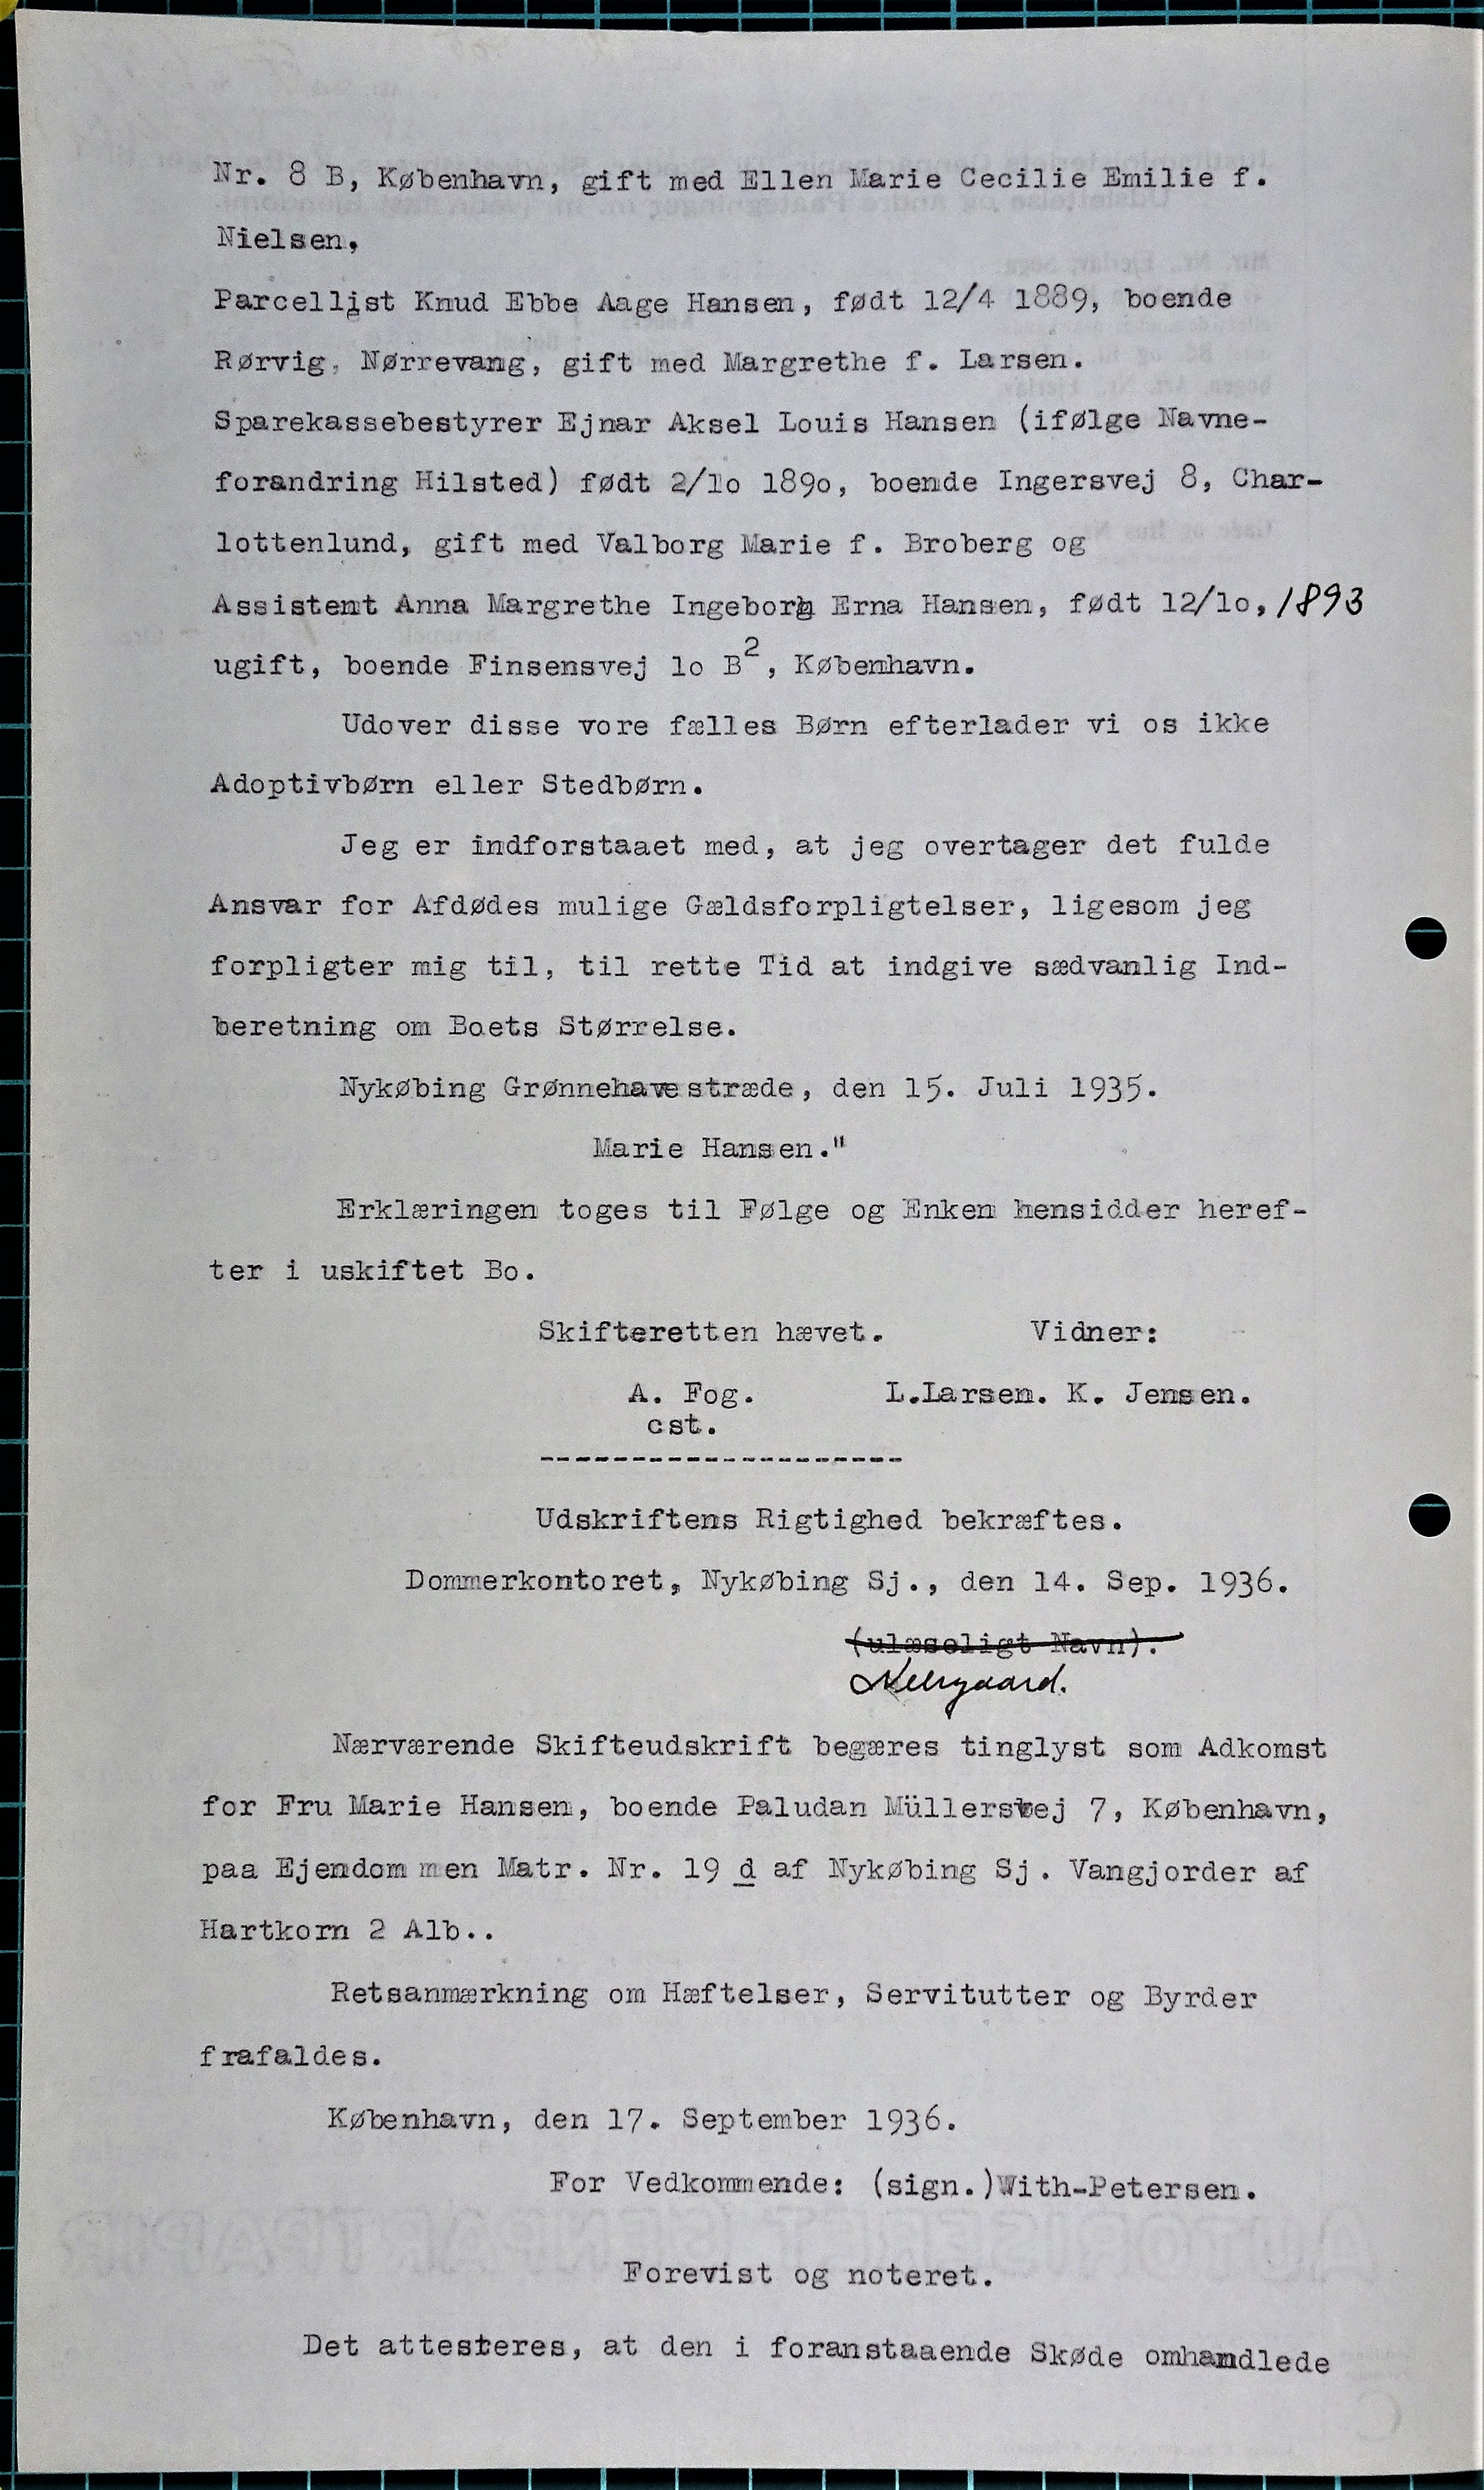 Nr. 8 B, København, gift med Ellen Marie Cecilie Emilie f.
Nielsen,
Parcellist Knud Ebbe Aage Hansen, født 12/4 1889, boende
Rørvig, Nørrevang, gift med Margrethe f. Larsen.
Sparekassebestyrer Ejnar Aksel Louis Hansen (ifølge Navne-
forandring Hilsted) født 2/lo 189o, boende Ingersvej 8, Char-
lottenlund, gift med Valborg Marie f. Broberg og
Assistent Anna Margrethe Ingeborg Erna Hansen, født 12/lo, 1893
ugift, boende Finsensvej lo B², København.
Udover disse vore fælles Børn efterlader vi os ikke
Adoptivbørn eller Stedbørn.
Jeg er indforstaaet med, at jeg overtager det fulde
Ansvar for Afdødes mulige Gældsforpligtelser, ligesom jeg
forpligter mig til, til rette Tid at indgive sædvanlig Ind-
beretning om Boets Størrelse.
Nykøbing Grønnehavestræde, den 15. Juli 1935.
Marie Hansen."
Erklæringen toges til Følge og Enken hensidder heref-
ter i uskiftet Bo.
Skifteretten hævet. Vidner:
A. Fog. L.Larsen. K. Jensen.
cst.
--------------------
Udskriftens Rigtighed bekræftes.
Dommerkontoret, Nykøbing Sj., den 14. Sep. 1936.
(ulæseligt Navn).
Neergaard.
Nærværende Skifteudskrift begæres tinglyst som Adkomst
for Fru Marie Hansen, boende Paludan Müllersvej 7, København,
paa Ejendommen Matr. Nr. 19 d af Nykøbing Sj. Vangjorder af
Hartkorn 2 Alb..
Retsanmærkning om Hæftelser, Servitutter og Byrder
frafaldes.
København, den 17. September 1936.
For Vedkommende: (sign.)With-Petersen.
Forevist og noteret.
Det attesteres, at den i foranstaaende Skøde omhandlede